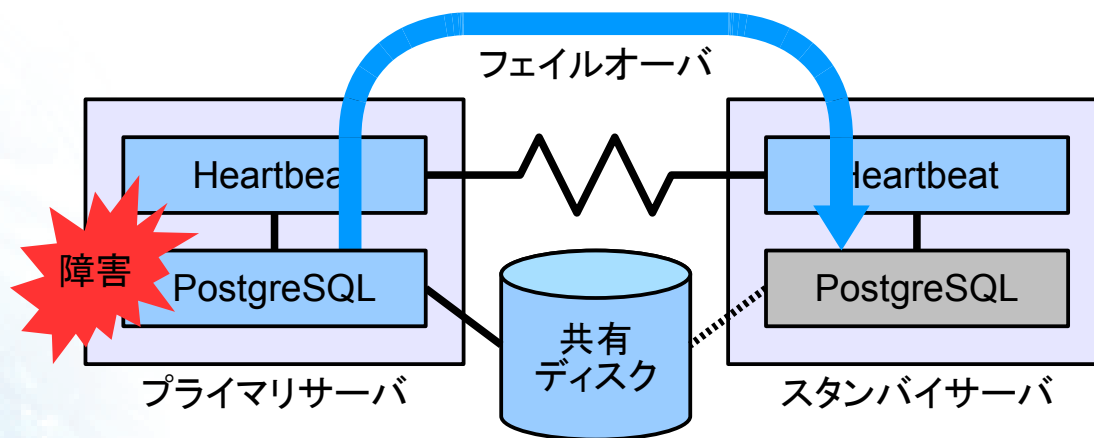 フェイルオーバ
Heartbeat
Heartbeat
障害
PostgreSQL
PostgreSQL
共有
ディスク
プライマリサーバ
スタンバイサーバ